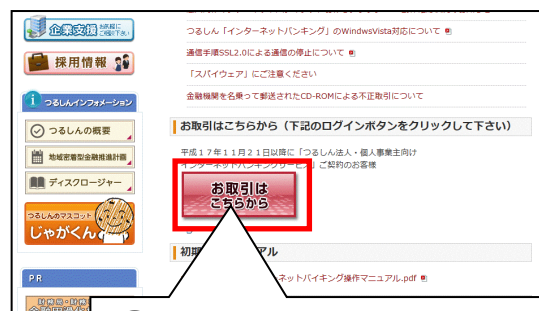 企業支援 お気軽にご相談下さい
採用情報
つるしんインフォメーション
つるしんの概要
地域密着型金融推進計画
ディスクロージャー
つるしんのマスコット
じゃがくん
PR
つるしん「インターネットバンキング」のWindwsVista対応について
通信手順SSL2.0による通信の停止について
「スパイウェア」にご注意ください
金融機関を名乗って郵送されたCD-ROMによる不正取引について
お取引はこちらから（下記のログインボタンをクリックして下さい）
平成17年11月21日以降に「つるしん法人・個人事業主向け
インターネットバンキングサービス」ご契約のお客様
お取引は
こちらから
初期
アル
ネットバイキング操作マニュアル.pdf